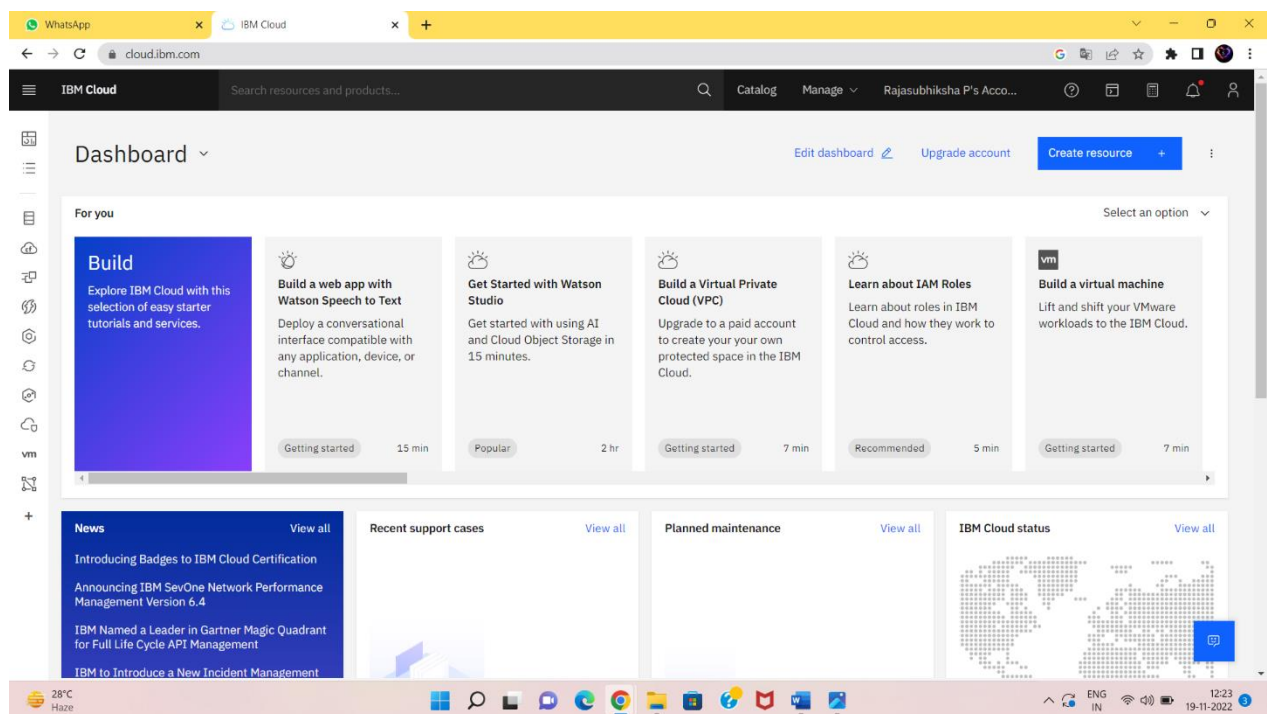 WhatsApp
IBM Cloud
cloud.ibm.com
IBM Cloud
Search resources and products...
Catalog
Manage
Rajasubhiksha P's Acco...
Dashboard
Edit dashboard
Upgrade account
Create resource +
For you
Select an option
Build
Explore IBM Cloud with this
selection of easy starter
tutorials and services.
Build a web app with
Watson Speech to Text
Deploy a conversational
interface compatible with
any application, device, or
channel.
Getting started
15 min
Get Started with Watson
Studio
Get started with using AI
and Cloud Object Storage in
15 minutes.
Popular
2 hr
Build a Virtual Private
Cloud (VPC)
Upgrade to a paid account
to create your your own
protected space in the IBM
Cloud.
Getting started
7 min
Learn about IAM Roles
Learn about roles in IBM
Cloud and how they work to
control access.
Recommended
5 min
vm
Build a virtual machine
Lift and shift your VMware
workloads to the IBM Cloud.
Getting started
7 min
vm
News
View all
Introducing Badges to IBM Cloud Certification
Announcing IBM SevOne Network Performance
Management Version 6.4
IBM Named a Leader in Gartner Magic Quadrant
for Full Life Cycle API Management
IBM to Introduce a New Incident Management
Recent support cases
View all
Planned maintenance
View all
IBM Cloud status
View all
28°C
Haze
ENG
IN
12:23
19-11-2022
3